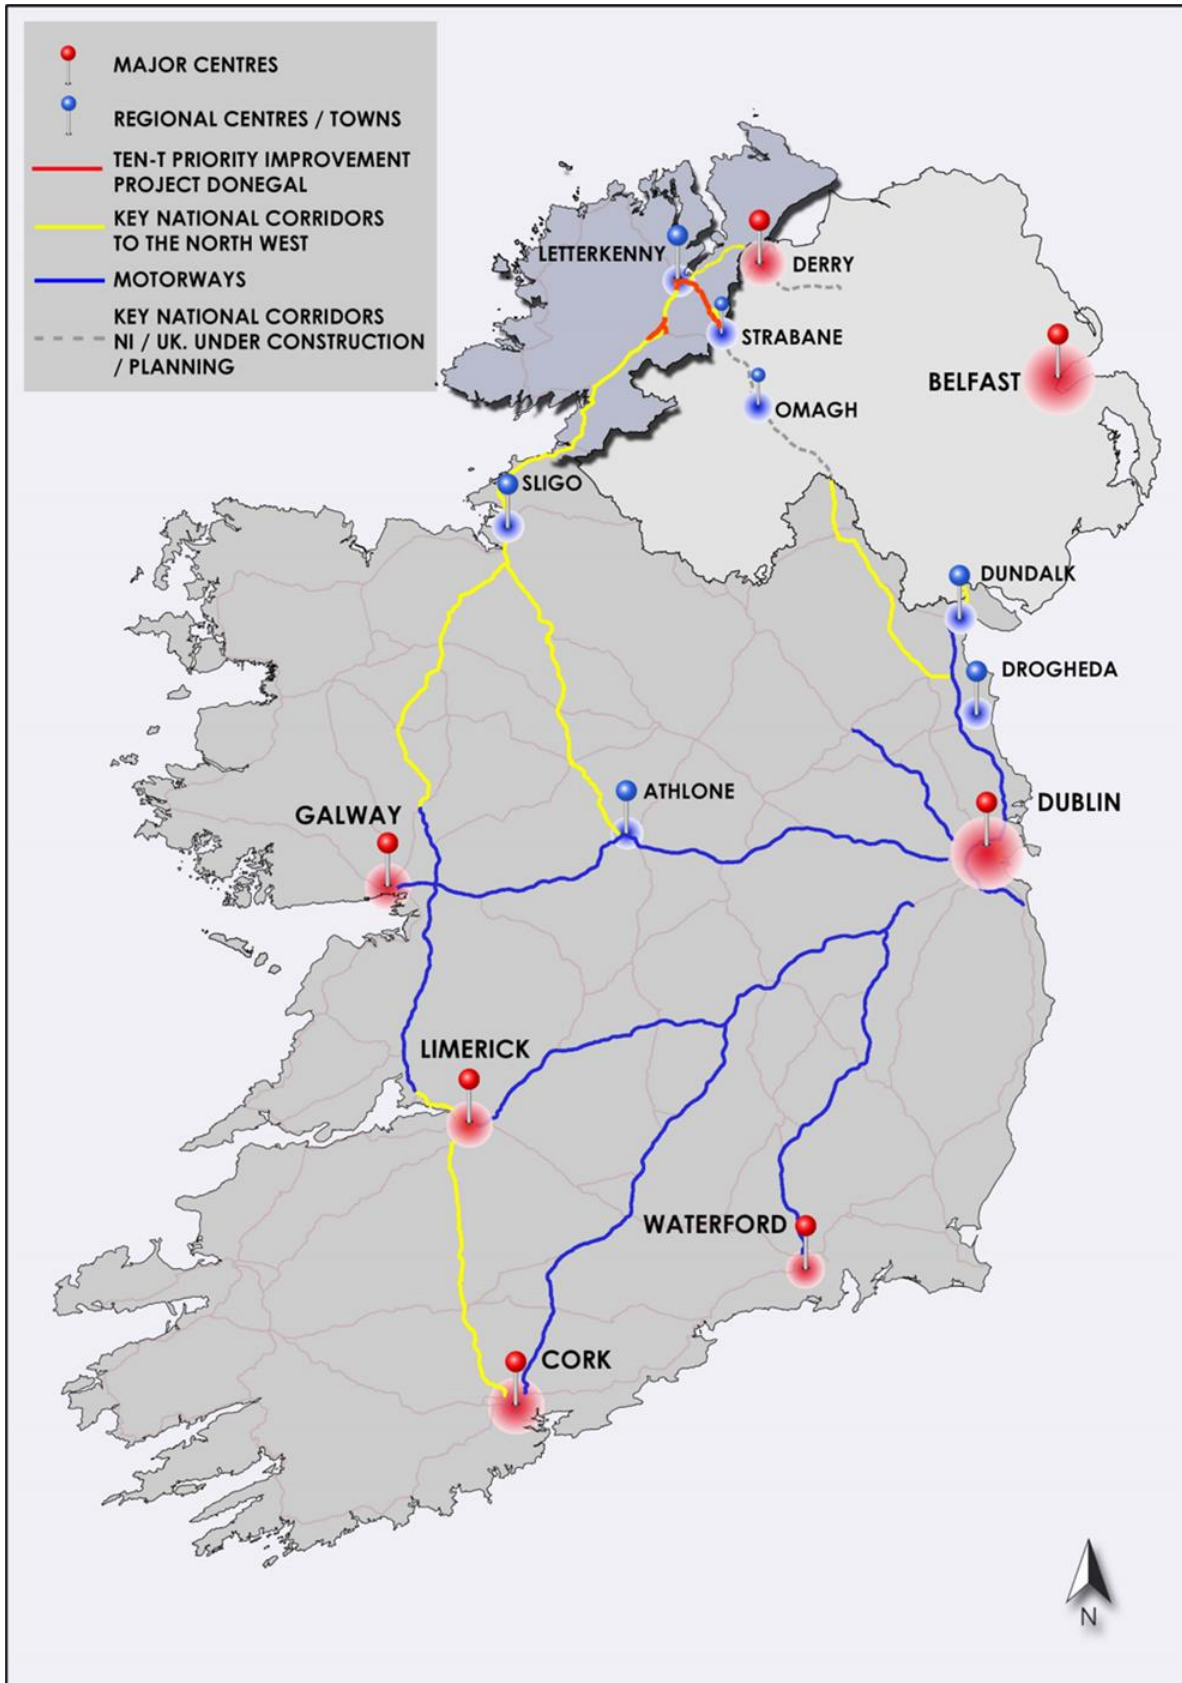 MAJOR CENTRES
REGIONAL CENTRES / TOWNS
TEN-T PRIORITY IMPROVEMENT
PROJECT DONEGAL
KEY NATIONAL CORRIDORS
TO THE NORTH WEST
MOTORWAYS
KEY NATIONAL CORRIDORS
NI / UK. UNDER CONSTRUCTION
/ PLANNING
LETTERKENNY
DERRY
STRABANE
BELFAST
OMAGH
SLIGO
DUNDALK
DROGHEDA
ATHLONE
DUBLIN
GALWAY
LIMERICK
WATERFORD
CORK
N